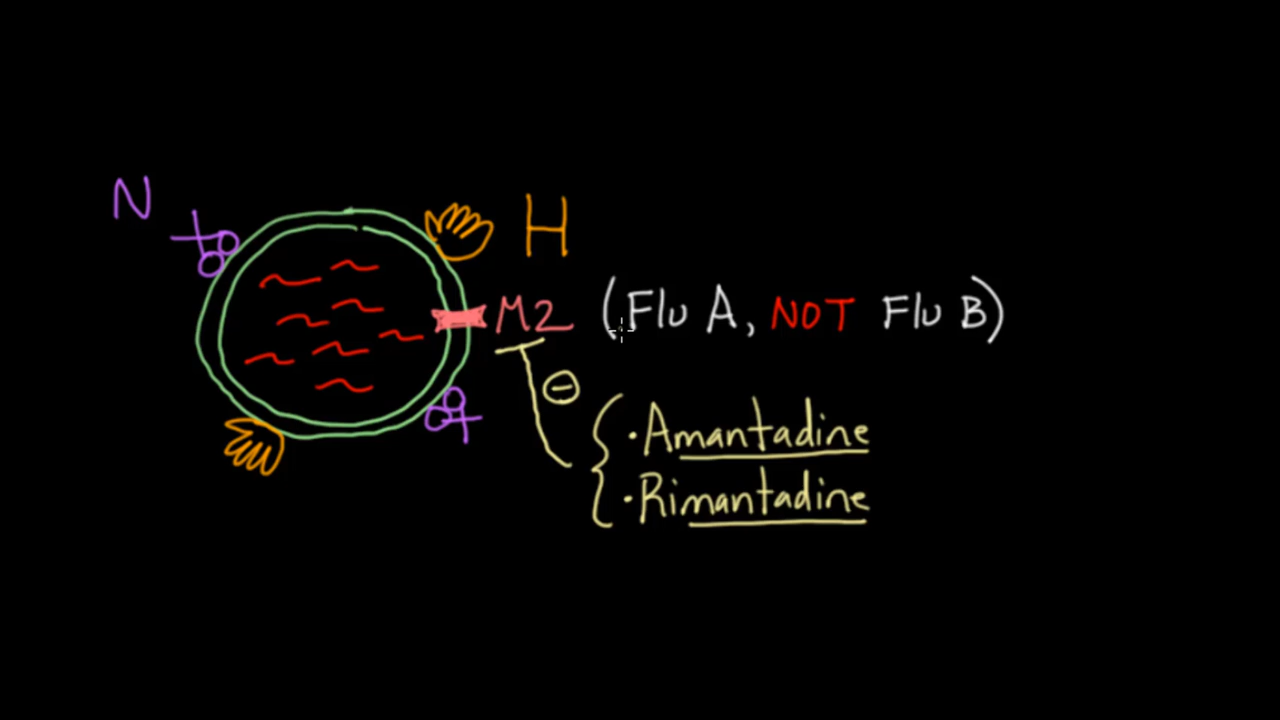 N
H
M2 (Flu A, NOT Flu B)
· Amantadine
· Rimantadine